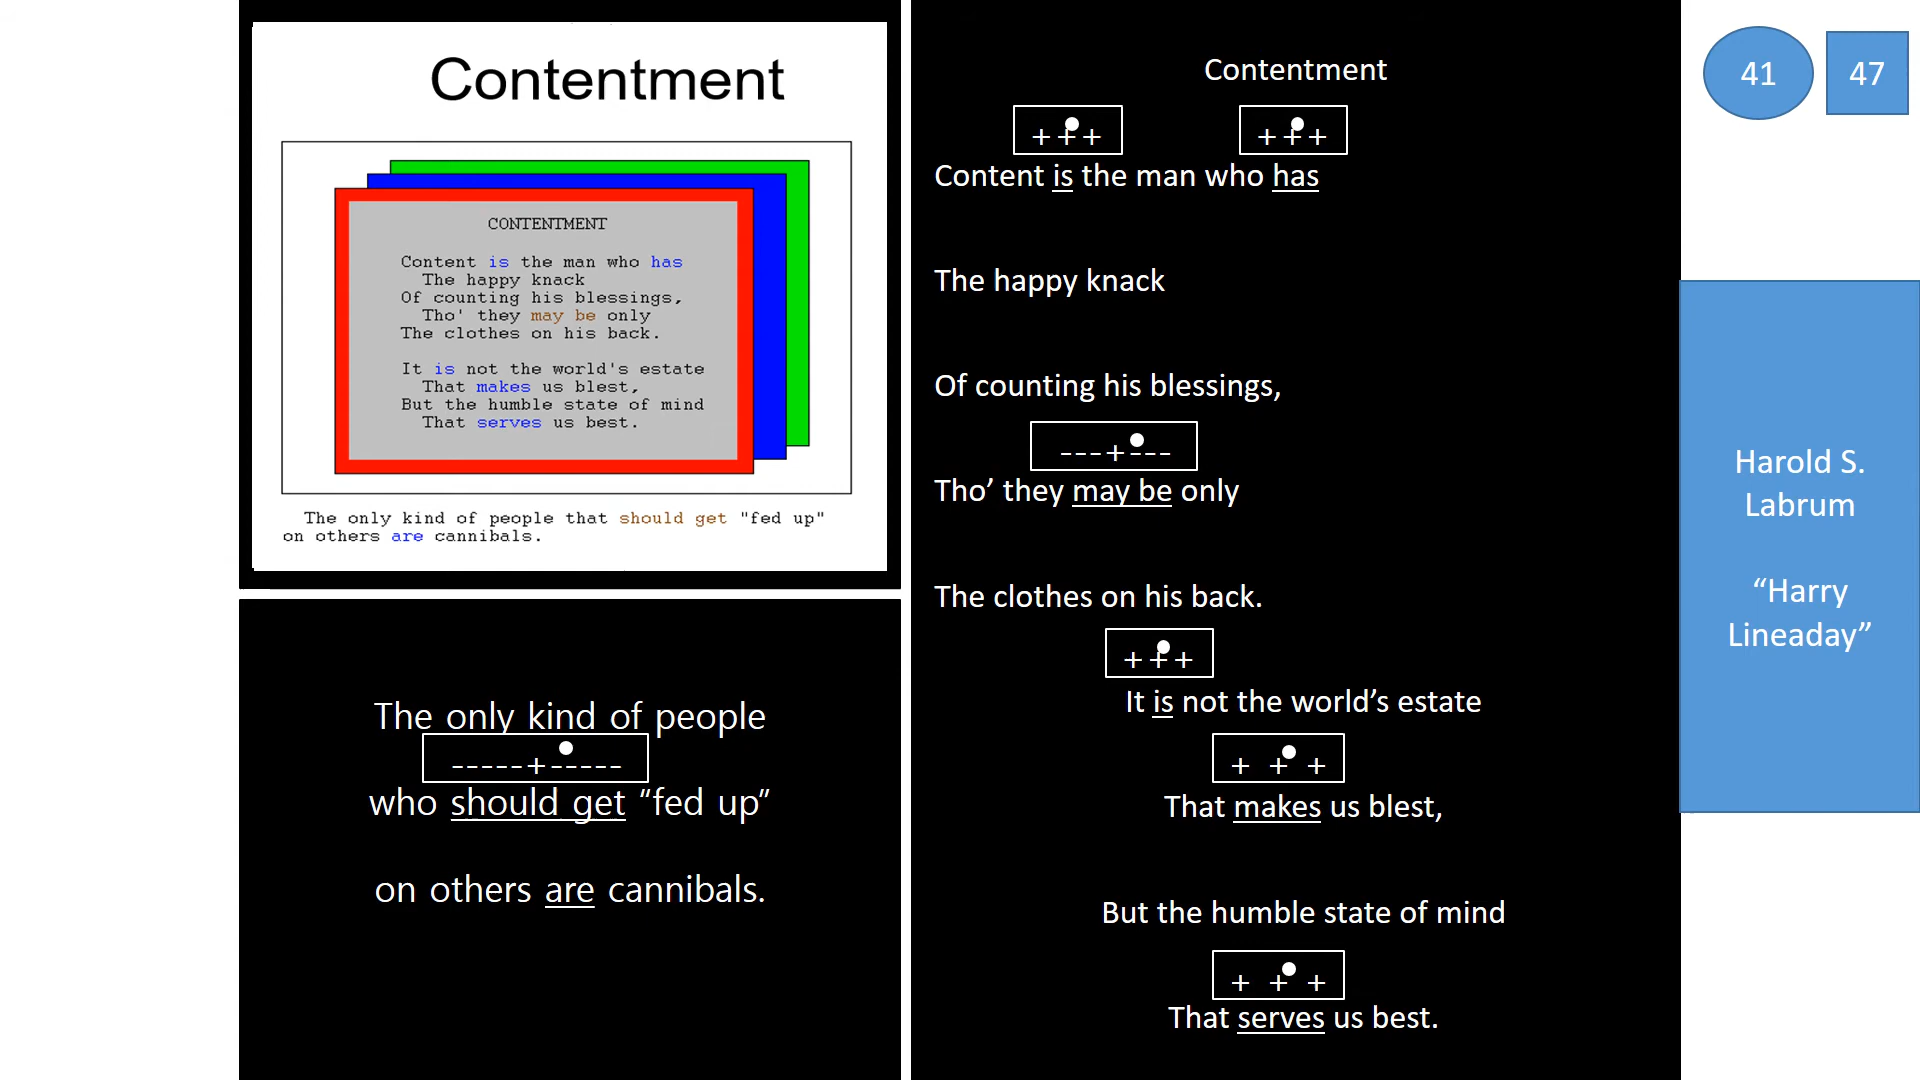 Contentment
CONTENTMENT
Content is the man who has
The happy knack
Of counting his blessings,
Tho' they may be only
The clothes on his back.
It is not the world's estate
That makes us blest,
But the humble state of mind
That serves us best.
The only kind of people that should get "fed up"
on others are cannibals.
The only kind of people
-----+-----
who should get "fed up"
on others are cannibals.
Contentment
+++ +++
Content is the man who has
The happy knack
Of counting his blessings,
---+---
Tho’ they may be only
The clothes on his back.
+++
It is not the world’s estate
+ + +
That makes us blest,
But the humble state of mind
+ + +
That serves us best.
41 47
Harold S.
Labrum
“Harry
Lineaday”